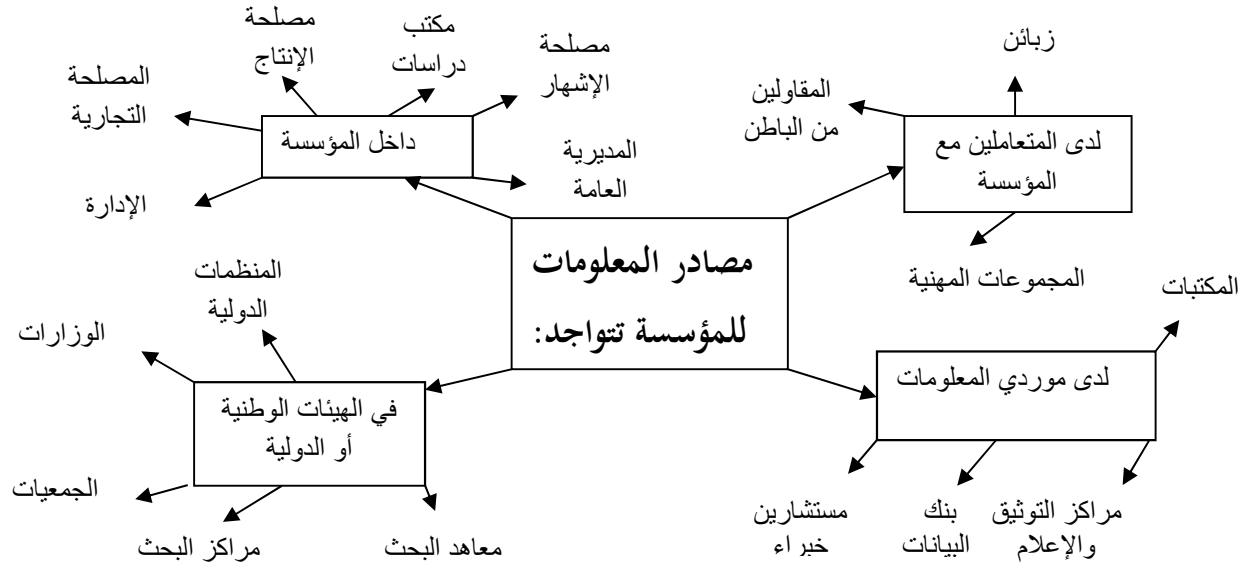 زبائن
المقاولين
من الباطن
لدى المتعاملين مع
المؤسسة
المجموعات المهنية
مصلحة
الإنتاج
مكتب
دراسات
مصلحة
الإشهار
المصلحة
التجارية
داخل المؤسسة
المديرية
العامة
الإدارة
مصادر المعلومات
للمؤسسة تتواجد:
المكتبات
لدى موردي المعلومات
مراكز التوثيق
والإعلام
بنك
البيانات
مستشارين
خبراء
المنظمات
الدولية
الوزارات
في الهيئات الوطنية
أو الدولية
الجمعيات
معاهد البحث
مراكز البحث